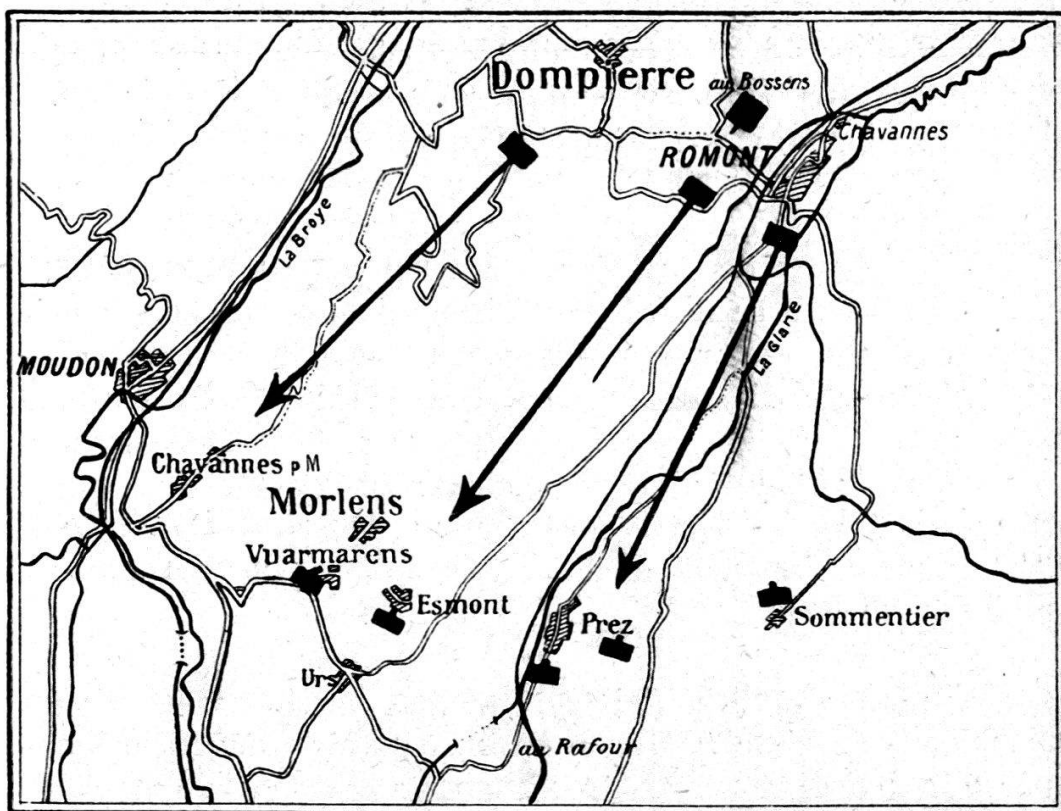 Dompierre au Bossens
Chavannes
ROMONT
La Broye
La Glane
MOUDON
Chavannes p M
Morlens
Vuarmarens
Esmont
Prez
Sommentier
Urs
au Rafour